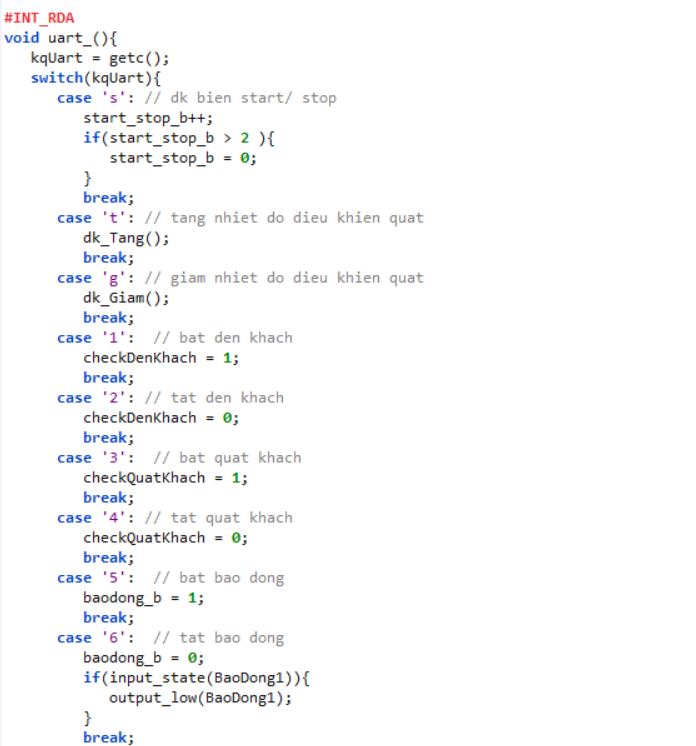 #INT_RDA
void uart_(){
   kqUart = getc();
   switch(kqUart){
      case 's': // dk bien start/ stop
         start_stop_b++;
         if(start_stop_b > 2 ){
            start_stop_b = 0;
         }
         break;
      case 't': // tang nhiet do dieu khien quat
         dk_Tang();
         break;
      case 'g': // giam nhiet do dieu khien quat
         dk_Giam();
         break;
      case '1':  // bat den khach
         checkDenKhach = 1;
         break;
      case '2': // tat den khach
         checkDenKhach = 0;
         break;
      case '3':  // bat quat khach
         checkQuatKhach = 1;
         break;
      case '4': // tat quat khach
         checkQuatKhach = 0;
         break;
      case '5':  // bat bao dong
         baodong_b = 1;
         break;
      case '6':  // tat bao dong
         baodong_b = 0;
         if(input_state(BaoDong1)){
            output_low(BaoDong1);
         }
         break;